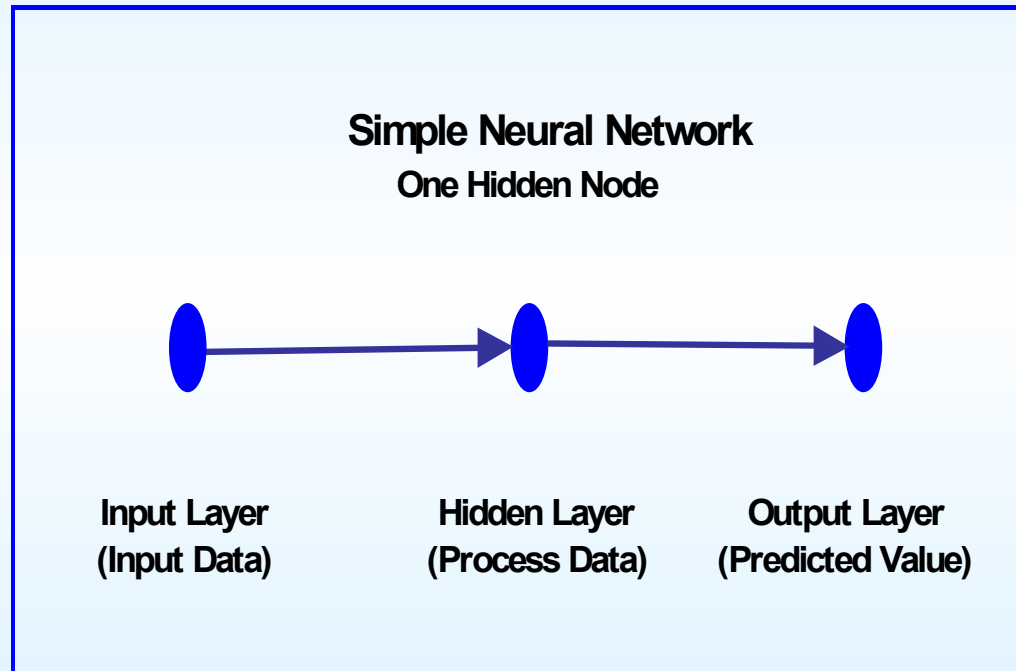 Simple Neural Network
One Hidden Node
Input Layer
(Input Data)
Hidden Layer
(Process Data)
Output Layer
(Predicted Value)